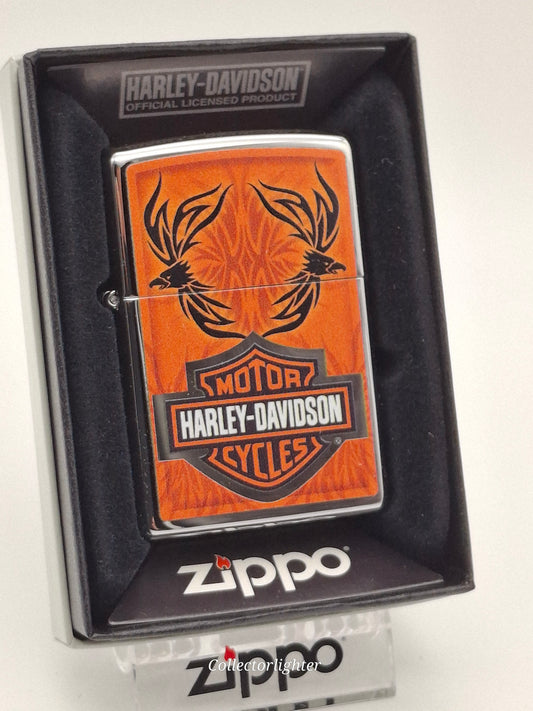 HARLEY-DAVIDSON
OFFICIAL LICENSED PRODUCT
MOTOR
HARLEY-DAVIDSON
®
CYCLES
zippo®
Collectorlighter
zippo